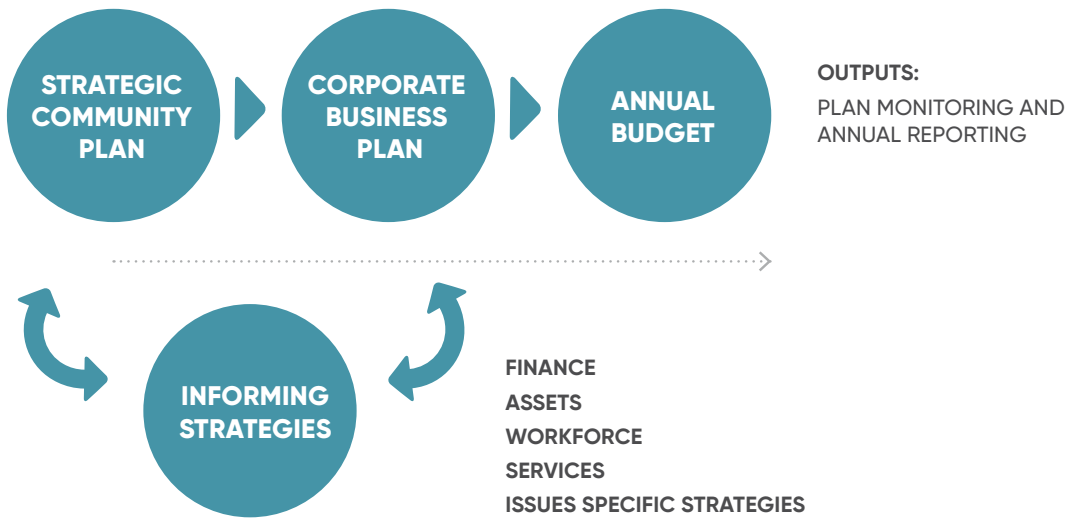 STRATEGIC
COMMUNITY
PLAN
CORPORATE
BUSINESS
PLAN
ANNUAL
BUDGET
OUTPUTS:
PLAN MONITORING AND
ANNUAL REPORTING
INFORMING
STRATEGIES
FINANCE
ASSETS
WORKFORCE
SERVICES
ISSUES SPECIFIC STRATEGIES